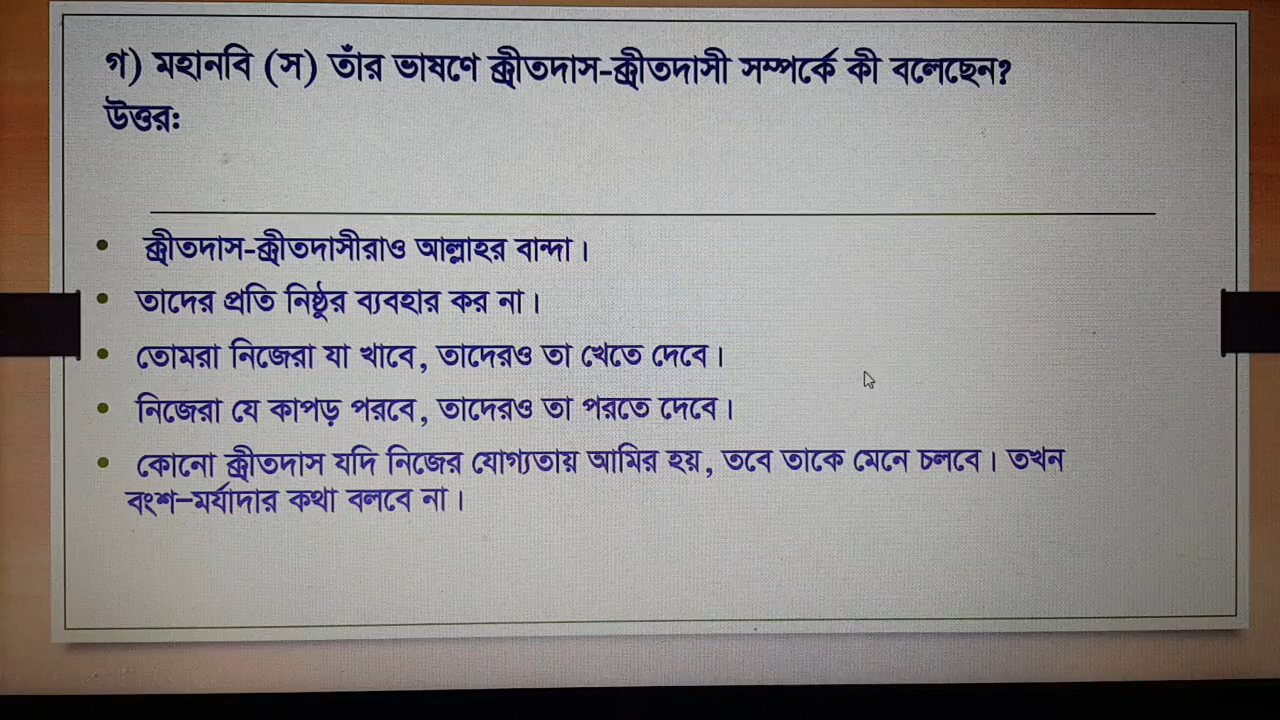 গ) মহানবি (স) তাঁর ভাষণে ক্রীতদাস-ক্রীতদাসী সম্পর্কে কী বলেছেন?
উত্তরঃ
• ক্রীতদাস-ক্রীতদাসীরাও আল্লাহর বান্দা।
• তাদের প্রতি নিষ্ঠুর ব্যবহার কর না।
• তোমরা নিজেরা যা খাবে, তাদেরও তা খেতে দেবে।
• নিজেরা যে কাপড় পরবে, তাদেরও তা পরতে দেবে।
• কোনো ক্রীতদাস যদি নিজের যোগ্যতায় আমির হয়, তবে তাকে মেনে চলবে। তখন
বংশ–মর্যাদার কথা বলবে না।